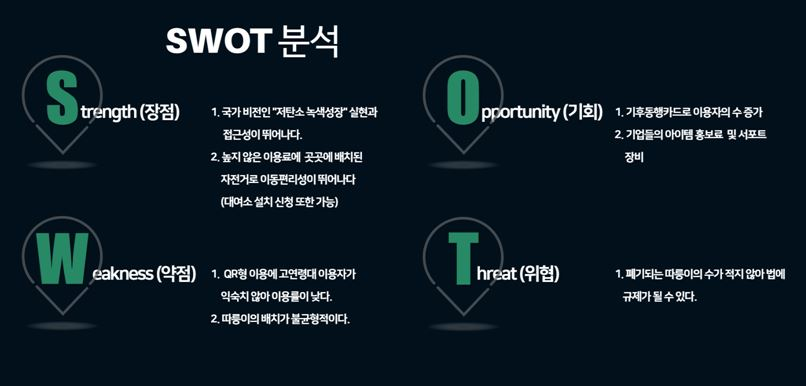 SWOT 분석
Strength (장점)
1. 국가 비전인 "저탄소 녹색성장" 실현과
접근성이 뛰어나다.
2. 높지 않은 이용료에 곳곳에 배치된
자전거로 이동편리성이 뛰어나다
(대여소 설치 신청 또한 가능)
Opportunity (기회)
1. 기후동행카드로 이용자의 수 증가
2. 기업들의 아이템 홍보료 및 서포트
장비
Weakness (약점)
1. QR형 이용에 고연령대 이용자가
익숙치 않아 이용률이 낮다.
2. 따릉이의 배치가 불균형적이다.
Threat (위협)
1. 폐기되는 따릉이의 수가 적지 않아 법에
규제가 될 수 있다.